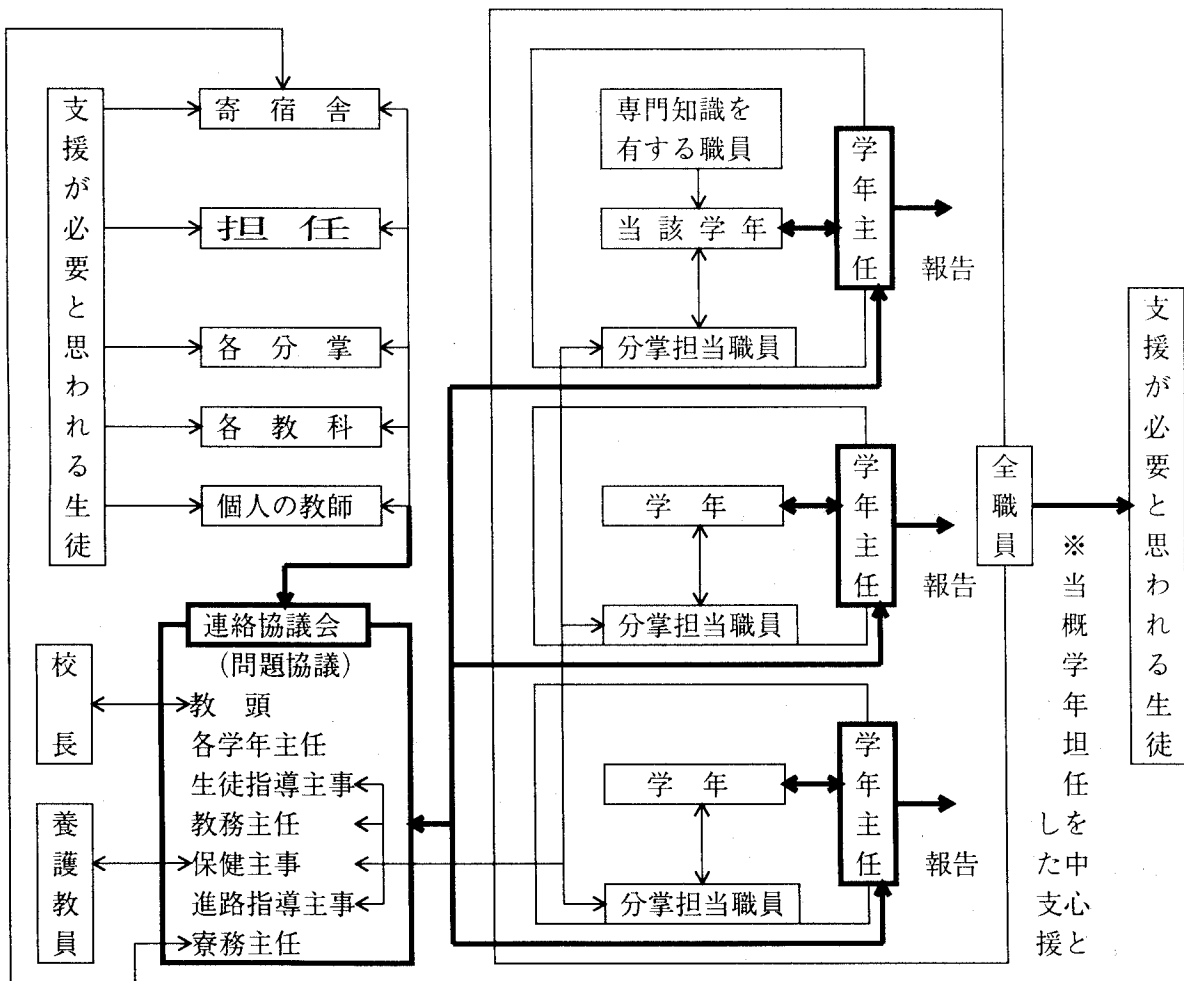 支援が必要と思われる生徒
寄宿舎
担任
各分掌
各教科
個人の教師
連絡協議会
(問題協議)
教頭
各学年主任
生徒指導主事
教務主任
保健主事
進路指導主事
寮務主任
校長
養護教員
専門知識を
有する職員
当該学年
分掌担当職員
学年主任
報告
学年
分掌担当職員
学年主任
報告
学年
分掌担当職員
学年主任
報告
全職員
※当概学年坦任を中心と
した支援
支援が必要と思われる生徒